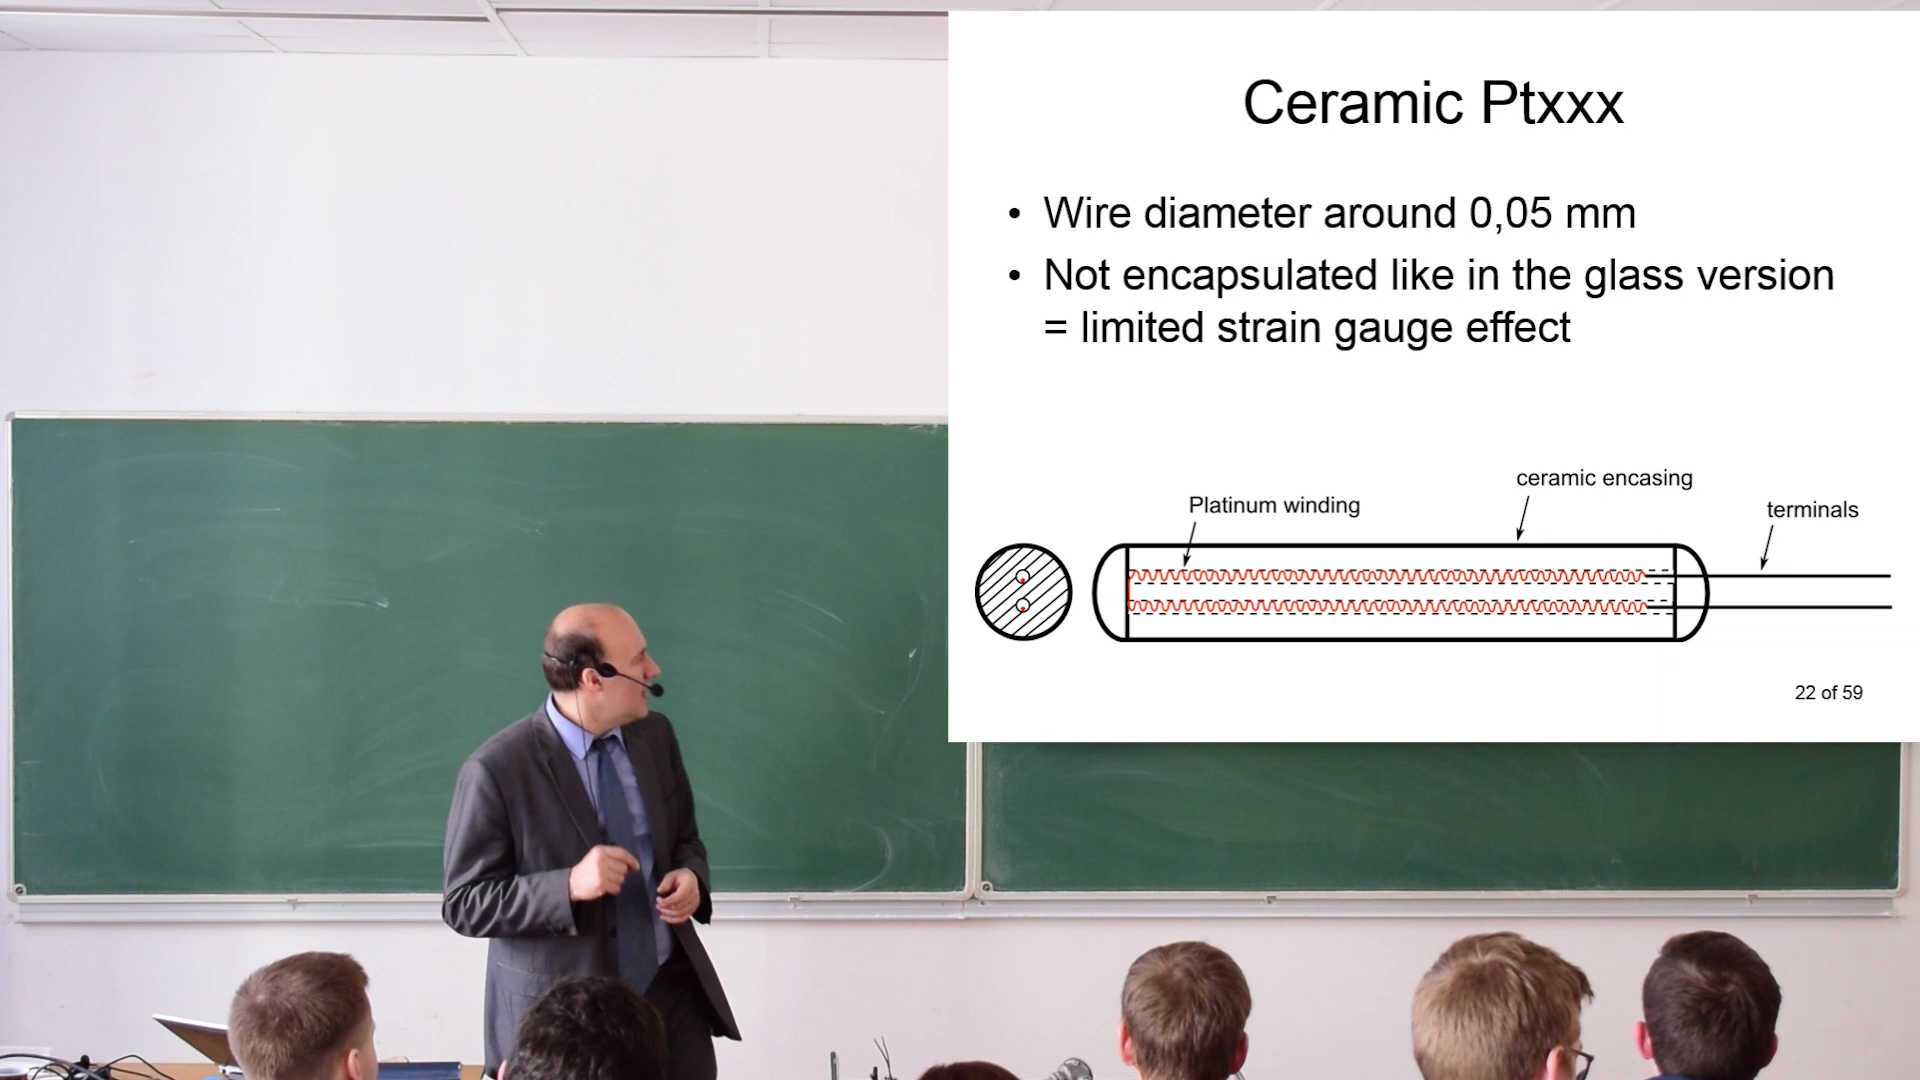 Ceramic Ptxxx
• Wire diameter around 0,05 mm
• Not encapsulated like in the glass version
= limited strain gauge effect
ceramic encasing
Platinum winding
terminals
22 of 59